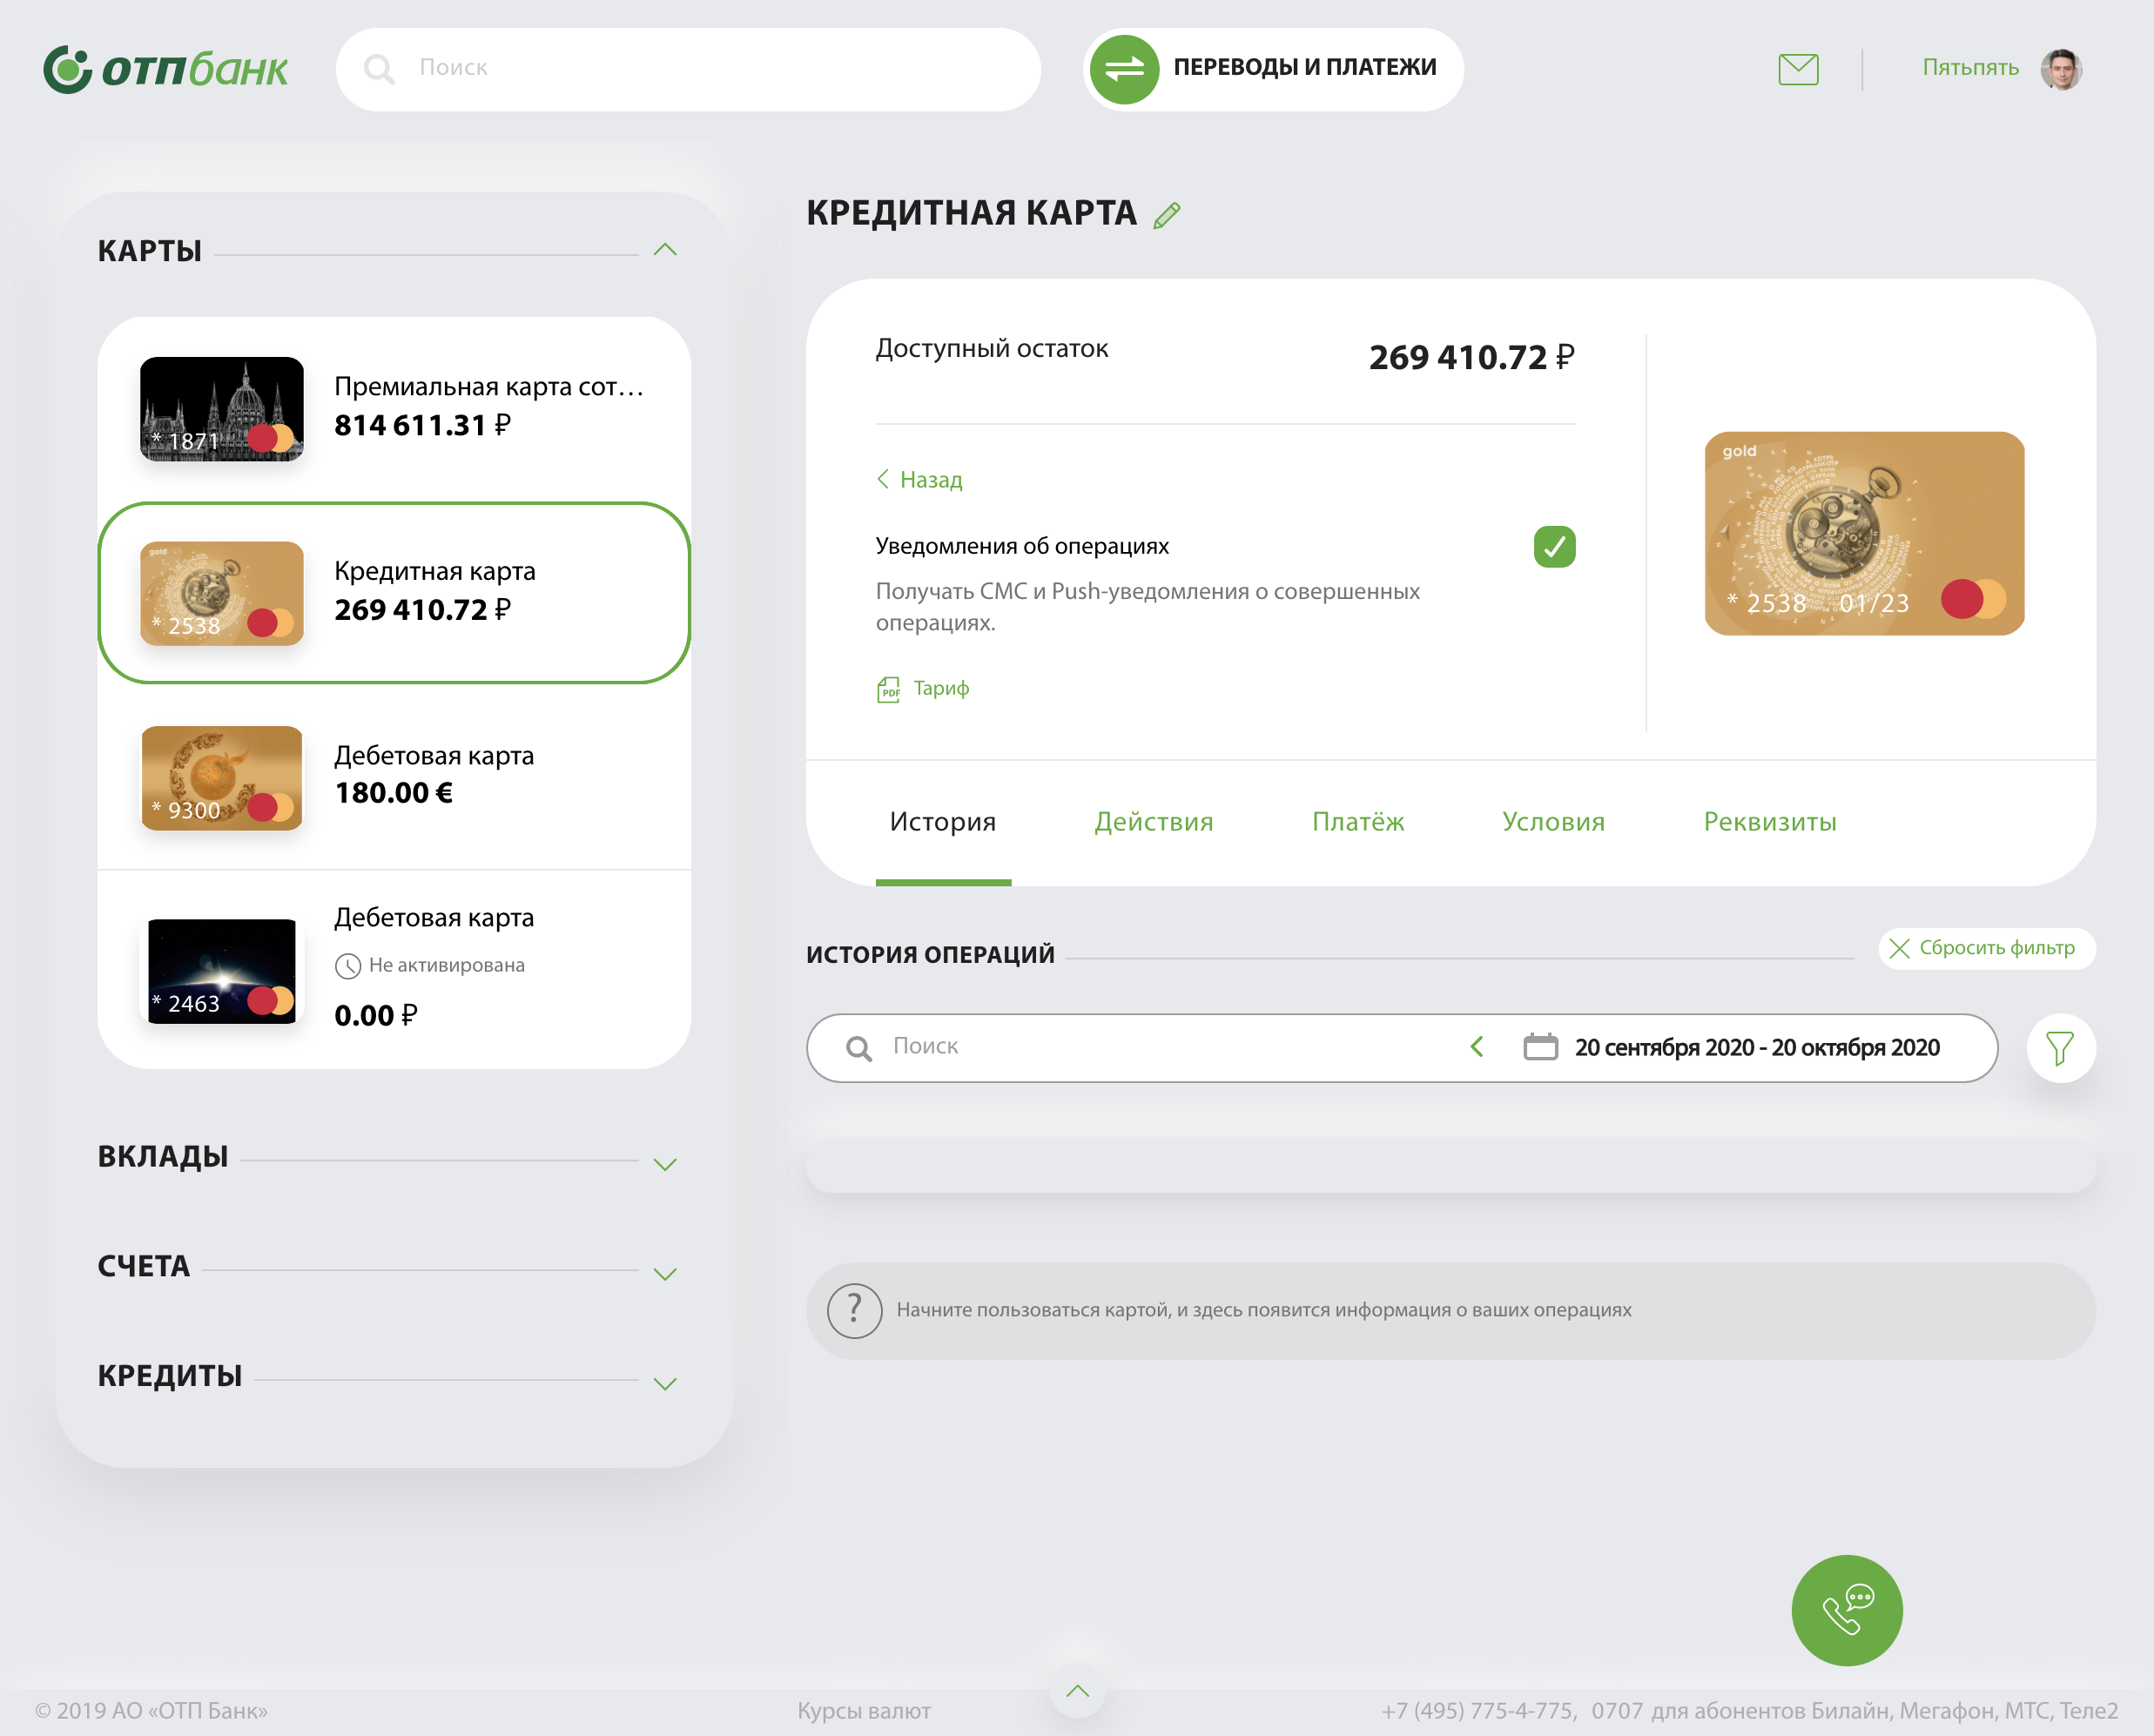 ОТПбанк
Поиск
ПЕРЕВОДЫ И ПЛАТЕЖИ
Пятьпять
КАРТЫ
Премиальная карта сот...
814 611.31 ₽
* 1871
gold
Кредитная карта
269 410.72 ₽
* 2538
Дебетовая карта
180.00 €
* 9300
Дебетовая карта
Не активирована
* 2463
0.00 ₽
ВКЛАДЫ
СЧЕТА
КРЕДИТЫ
КРЕДИТНАЯ КАРТА
Доступный остаток
269 410.72 ₽
Назад
Уведомления об операциях
Получать СМС и Push-уведомления о совершенных
операциях.
PDF Тариф
gold
* 2538 01/23
История Действия Платёж Условия Реквизиты
ИСТОРИЯ ОПЕРАЦИЙ
Сбросить фильтр
Поиск
20 сентября 2020 - 20 октября 2020
? Начните пользоваться картой, и здесь появится информация о ваших операциях
© 2019 АО «ОТП Банк»
Курсы валют
+7 (495) 775-4-775, 0707 для абонентов Билайн, Мегафон, МТС, Теле2